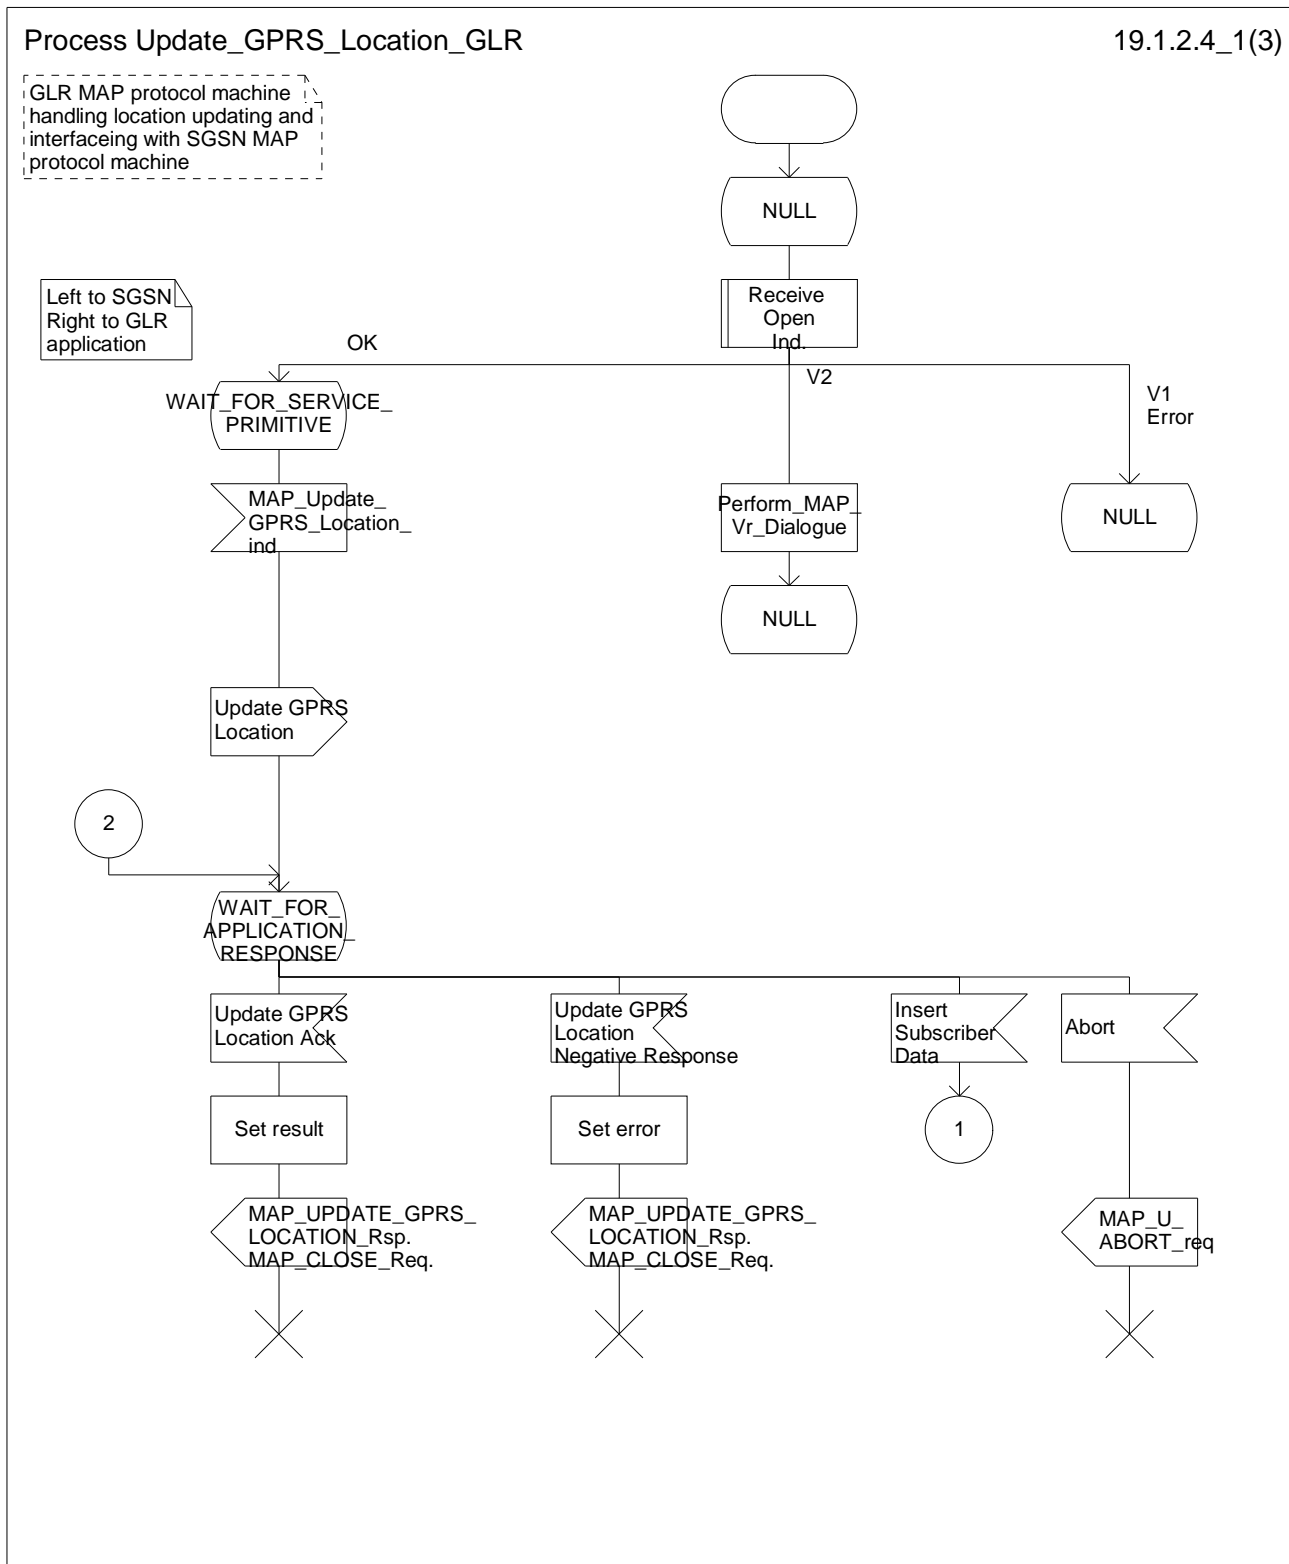 Process Update_GPRS_Location_GLR
19.1.2.4_1(3)
GLR MAP protocol machine
handling location updating and
interfaceing with SGSN MAP
protocol machine
NULL
Left to SGSN
Right to GLR
application
Receive
Open
Ind.
OK
V2
V1
Error
WAIT_FOR_SERVICE_
PRIMITIVE
MAP_Update_
GPRS_Location_
ind
Perform_MAP_
Vr_Dialogue
NULL
NULL
Update GPRS
Location
2
WAIT_FOR_
APPLICATION_
RESPONSE
Update GPRS
Location Ack
Update GPRS
Location
Negative Response
Insert
Subscriber
Data
Abort
Set result
Set error
1
MAP_UPDATE_GPRS_
LOCATION_Rsp.
MAP_CLOSE_Req.
MAP_UPDATE_GPRS_
LOCATION_Rsp.
MAP_CLOSE_Req.
MAP_U_
ABORT_req